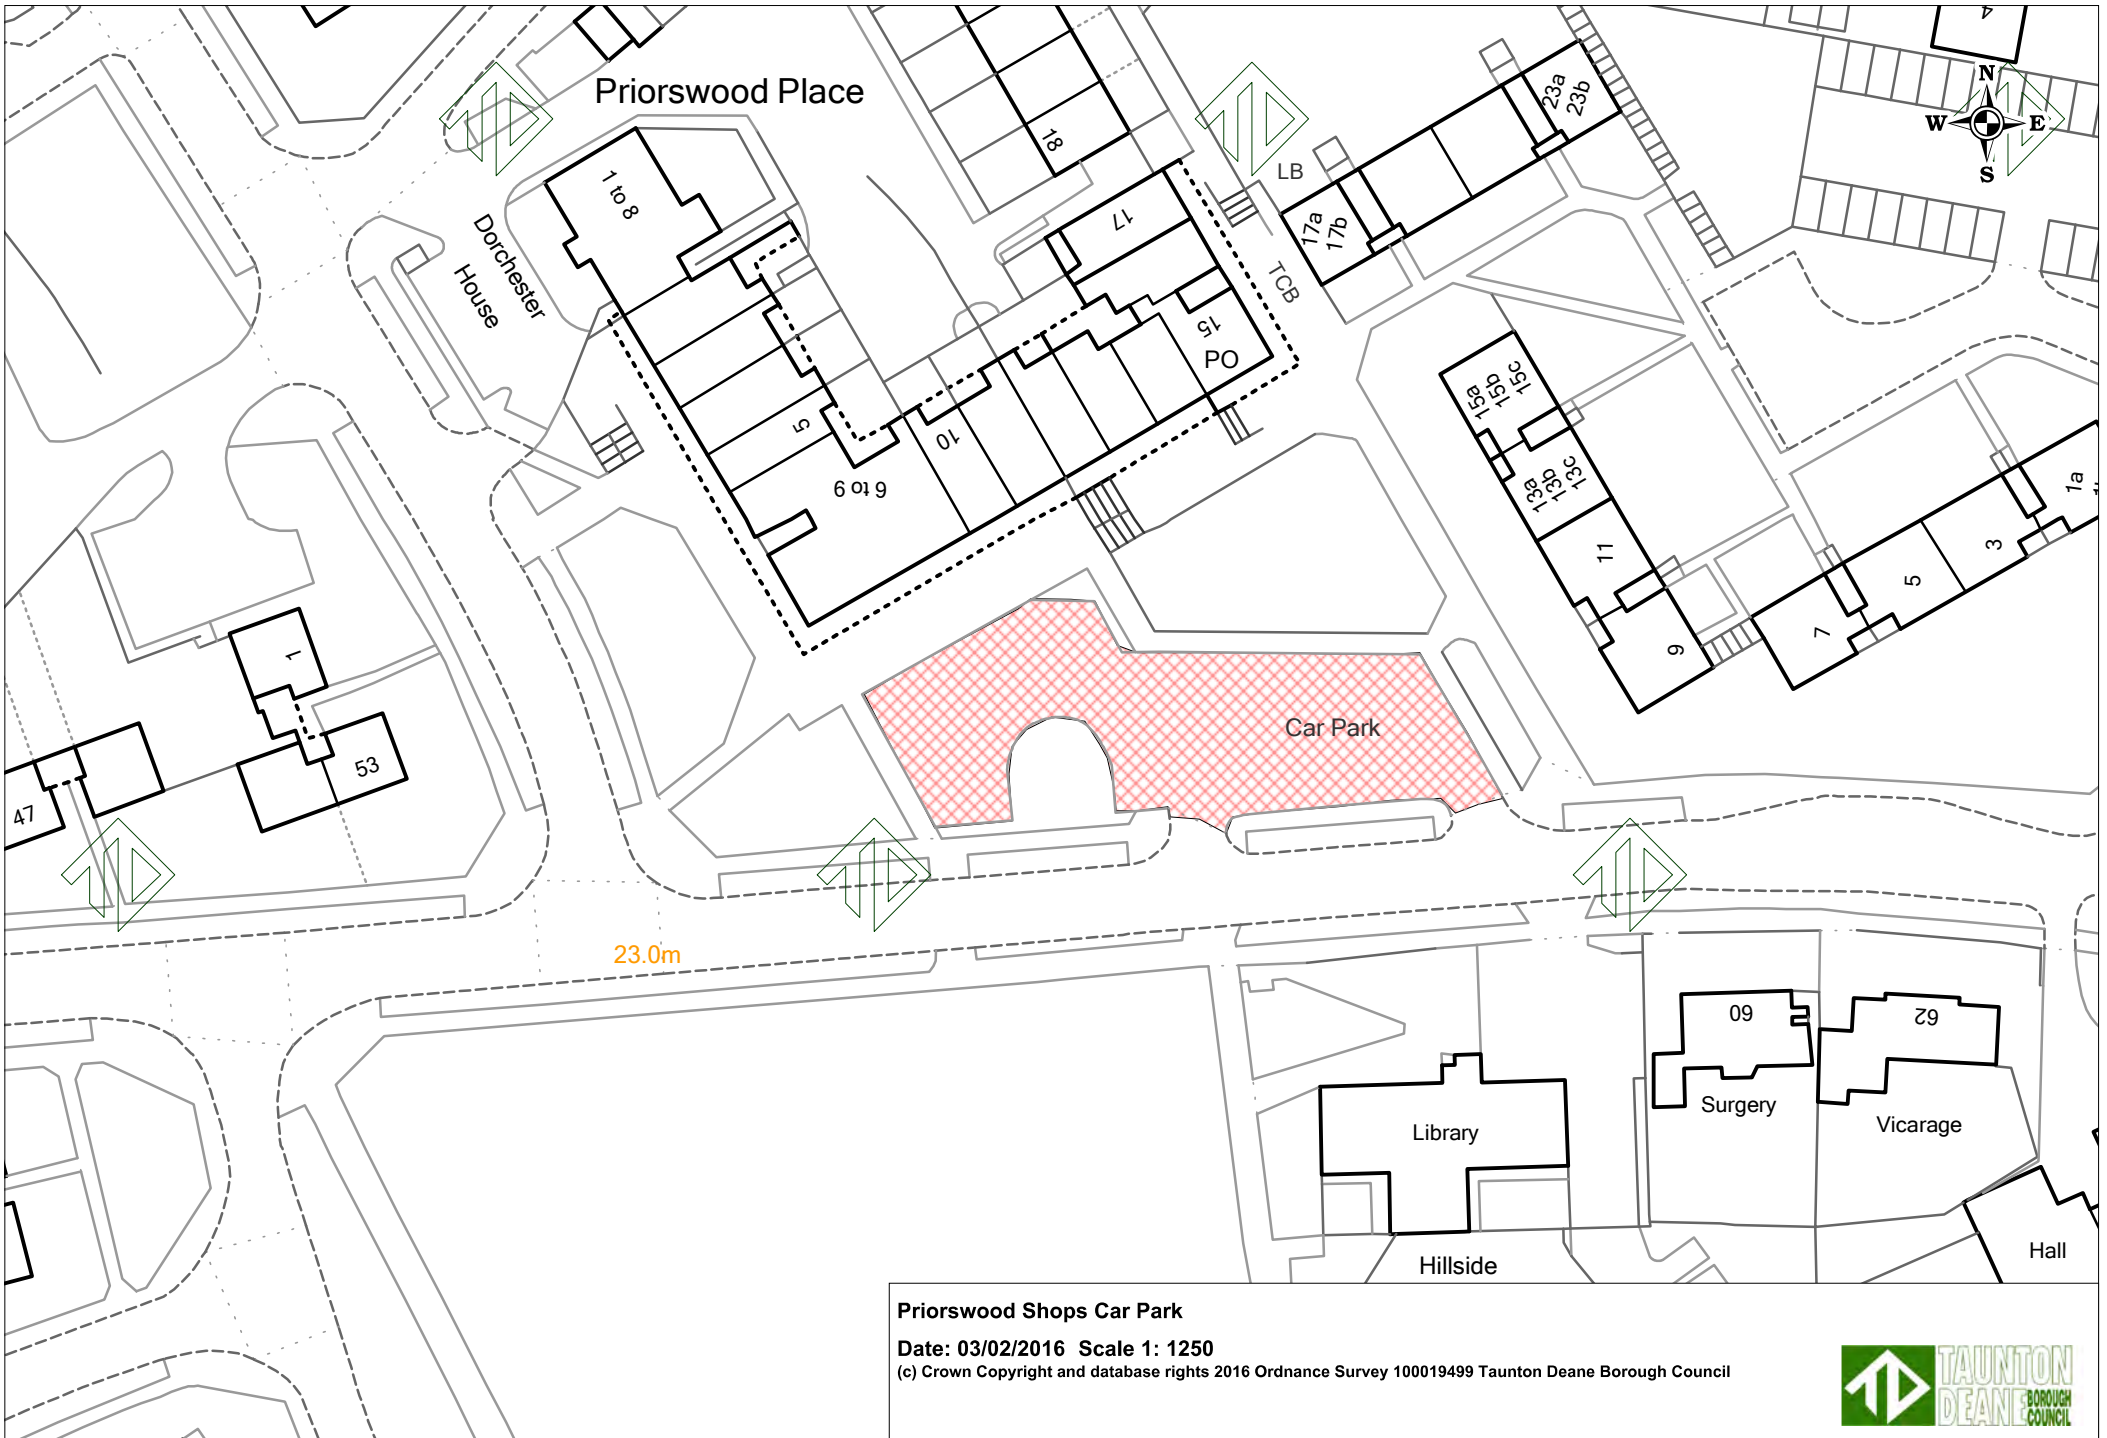 4
N
W
E
S
Priorswood Place
18
23a
23b
LB
1 to 8
17
17a
17b
Dorchester
House
TCB
15
PO
15a
15b
15c
5
10
6 to 9
13a
13b
13c
1a
11
3
5
7
9
1
53
47
Car Park
23.0m
60
62
Surgery
Vicarage
Library
Hillside
Hall
Priorswood Shops Car Park
Date: 03/02/2016 Scale 1: 1250
(c) Crown Copyright and database rights 2016 Ordnance Survey 100019499 Taunton Deane Borough Council
TD
TAUNTON
DEANE BOROUGH
COUNCIL